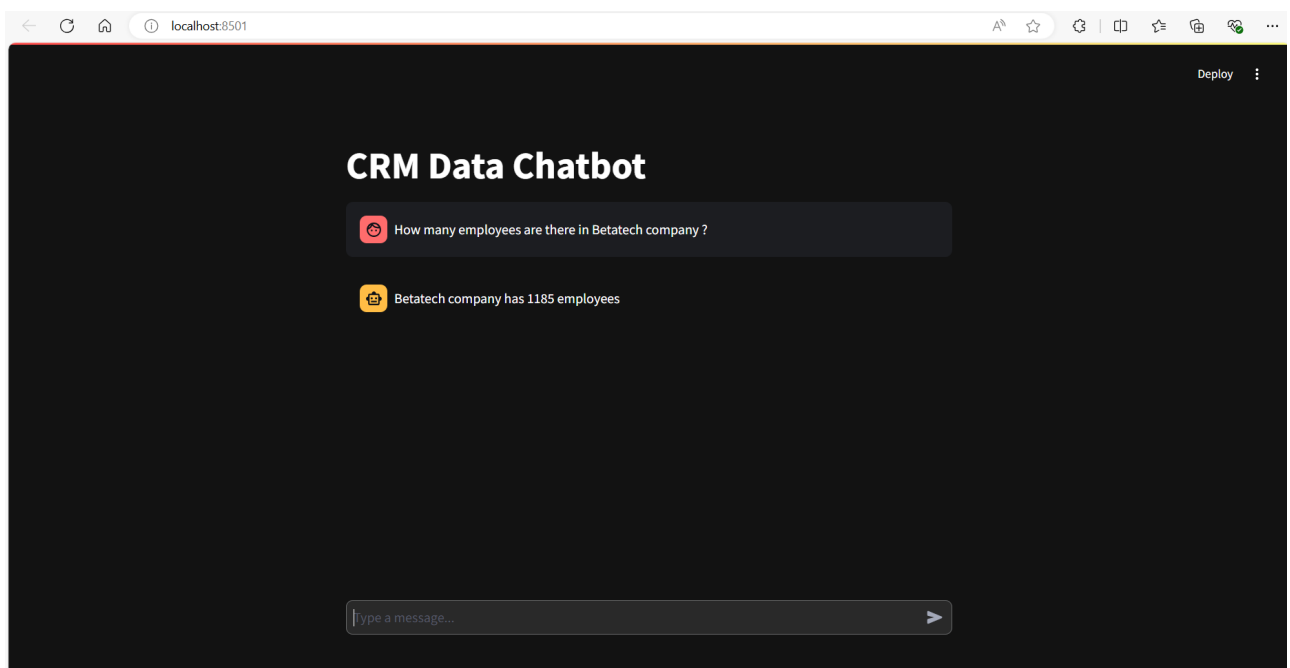 localhost:8501
Deploy
CRM Data Chatbot
How many employees are there in Betatech company ?
Betatech company has 1185 employees
Type a message...